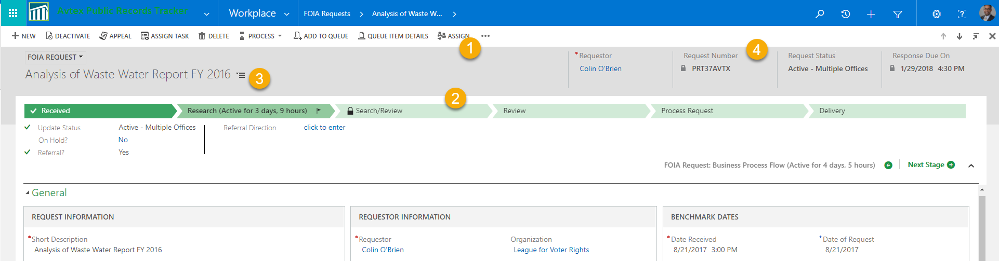 Avtex Public Records Tracker Workplace FOIA Requests Analysis of Waste W...
NEW DEACTIVATE APPEAL ASSIGN TASK DELETE PROCESS ADD TO QUEUE QUEUE ITEM DETAILS ASSIGN ...
1
FOIA REQUEST
Analysis of Waste Water Report FY 2016
3
*Requestor
Colin O'Brien
Request Number
4
PRT37AVTX
Request Status
Active - Multiple Offices
Response Due On
1/29/2018 4:30 PM
2
Received Research (Active for 3 days, 9 hours) Search/Review Review Process Request Delivery
Update Status Active - Multiple Offices Referral Direction click to enter
On Hold? No
Referral? Yes
FOIA Request: Business Process Flow (Active for 4 days, 5 hours) Next Stage
General
REQUEST INFORMATION
*Short Description
Analysis of Waste Water Report FY 2016
REQUESTOR INFORMATION
*Requestor Organization
Colin O'Brien League for Voter Rights
BENCHMARK DATES
*Date Received +Date of Request
8/21/2017 3:00 PM 8/21/2017